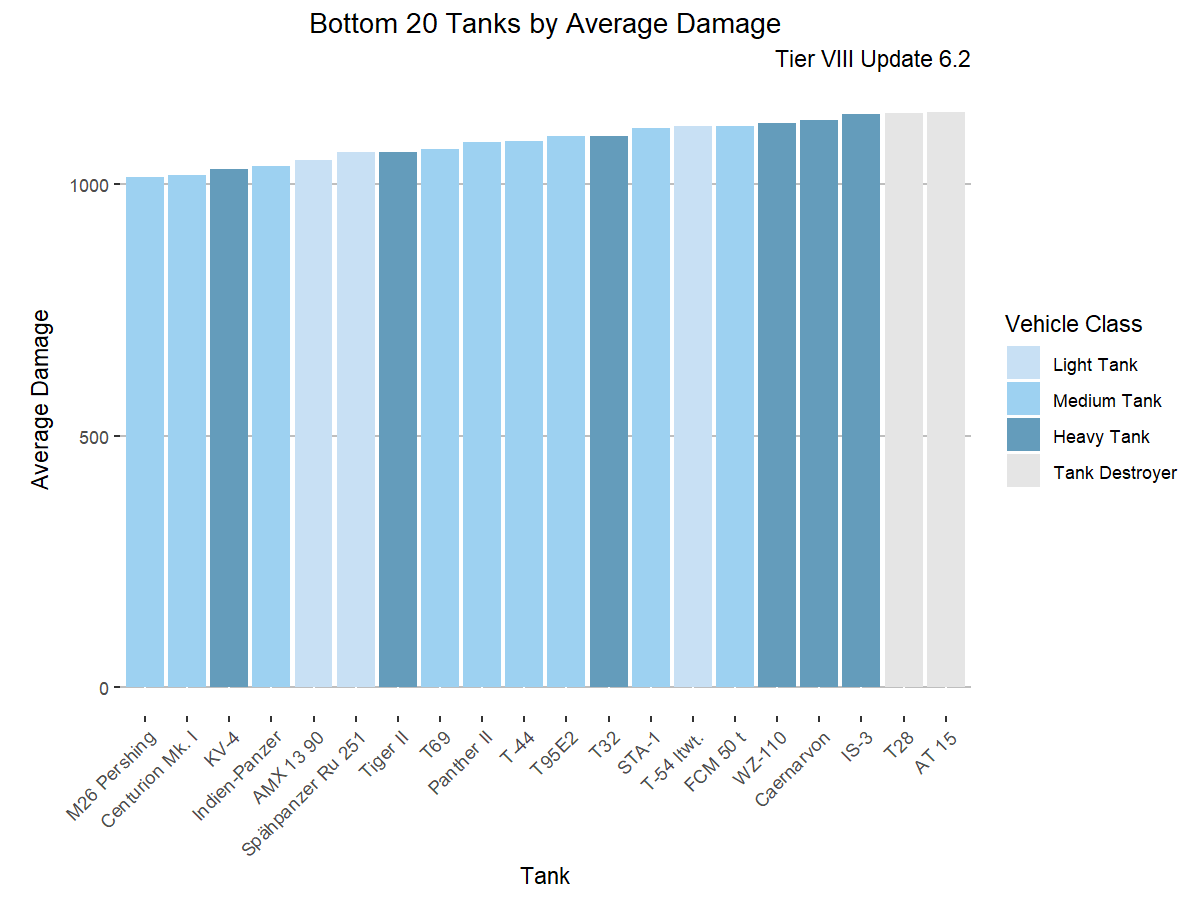 Bottom 20 Tanks by Average Damage
Tier VIII Update 6.2
Average Damage
1000
500
0
M26 Pershing
Centurion Mk. I
KV-4
Indien-Panzer
AMX 13 90
Spähpanzer Ru 251
Tiger II
T69
Panther II
T-44
T95E2
T32
STA-1
T-54 ltwt.
FCM 50 t
WZ-110
Caernarvon
IS-3
T28
AT 15
Tank
Vehicle Class
Light Tank
Medium Tank
Heavy Tank
Tank Destroyer